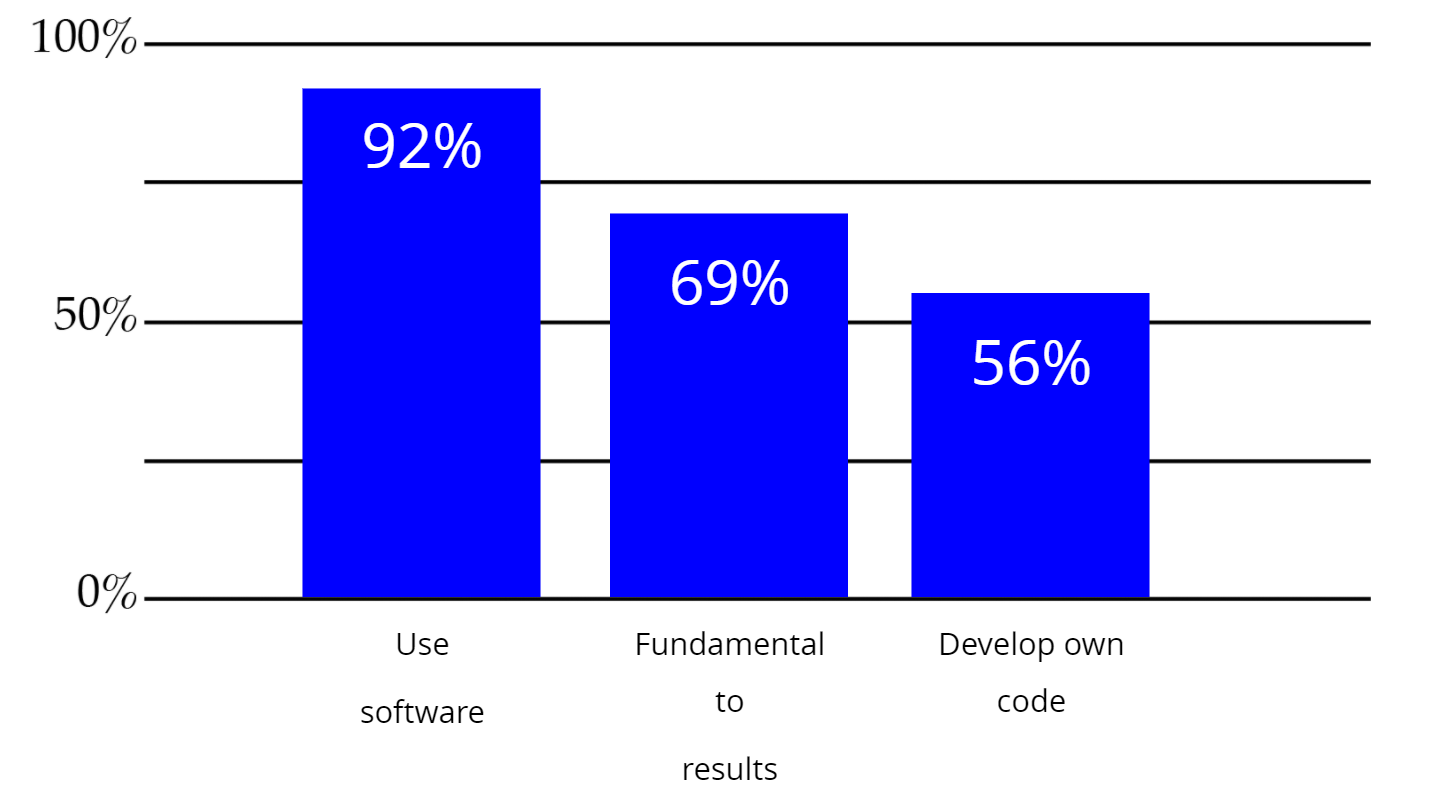 100%
92%
69%
50%
56%
0%
Use
software
Fundamental
to
results
Develop own
code